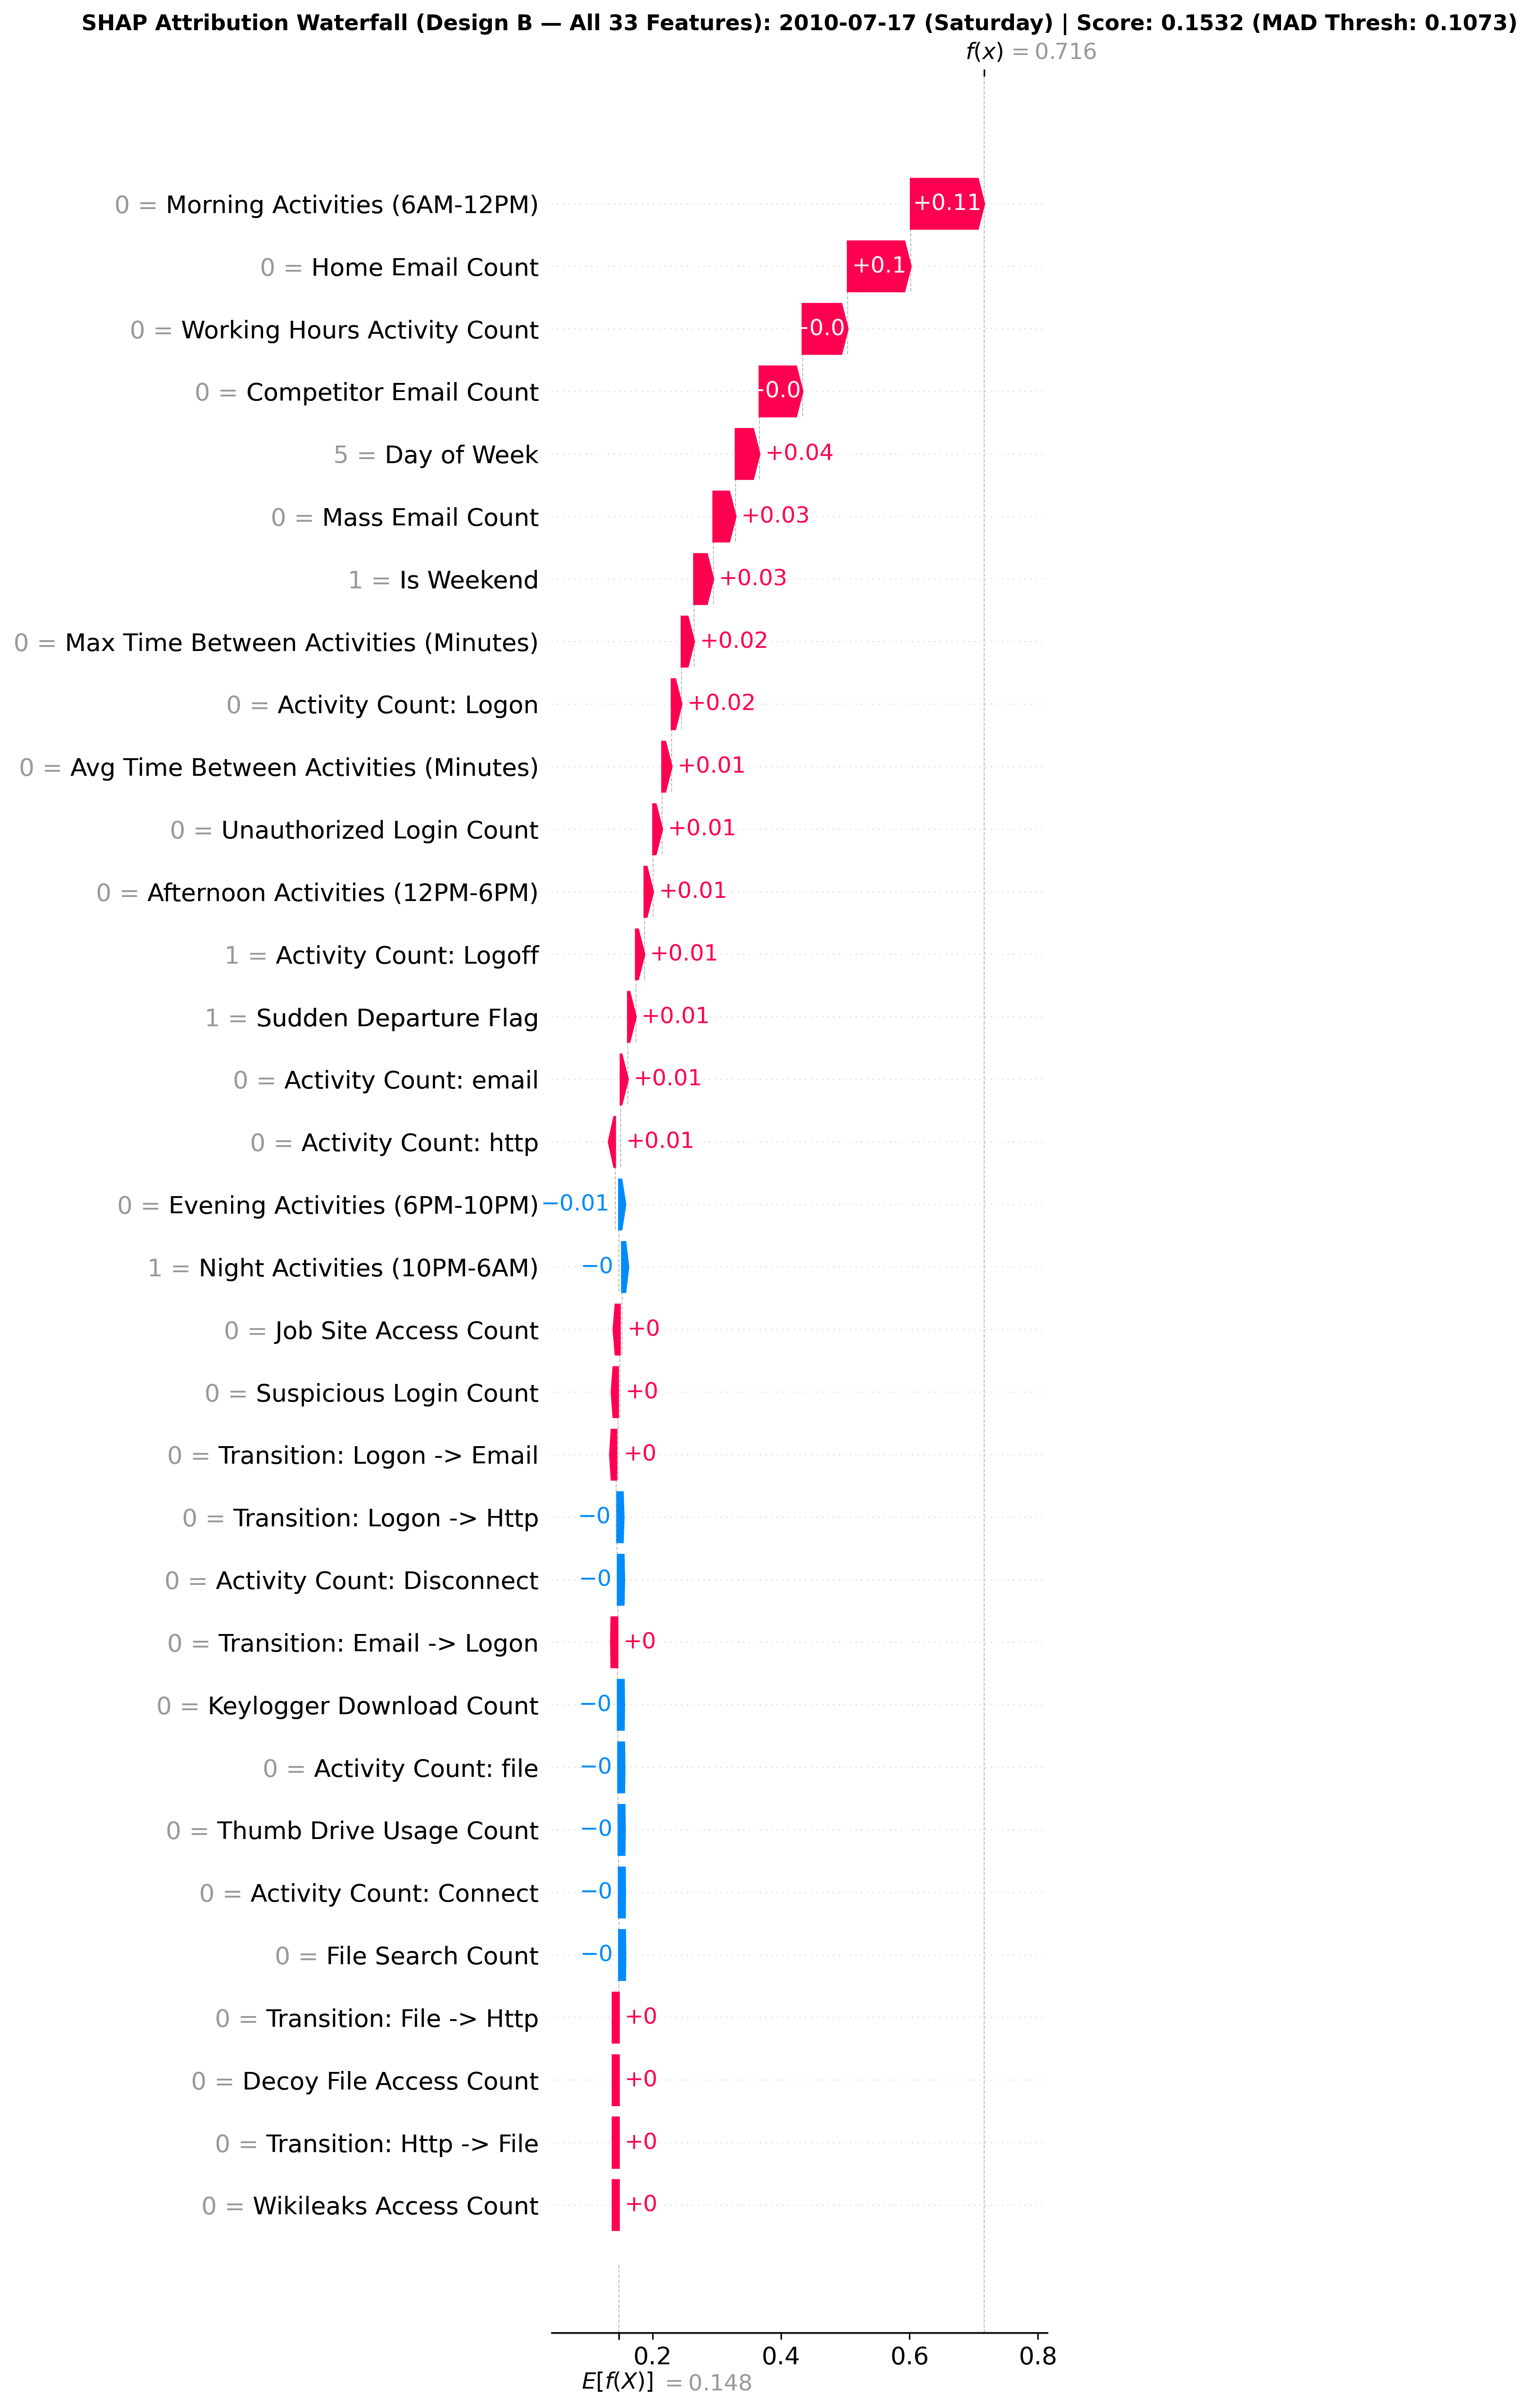 SHAP Attribution Waterfall (Design B — All 33 Features): 2010-07-17 (Saturday) | Score: 0.1532 (MAD Thresh: 0.1073)
f(x) = 0.716
0 = Morning Activities (6AM-12PM) +0.11
0 = Home Email Count +0.1
0 = Working Hours Activity Count -0.0
0 = Competitor Email Count -0.0
5 = Day of Week +0.04
0 = Mass Email Count +0.03
1 = Is Weekend +0.03
0 = Max Time Between Activities (Minutes) +0.02
0 = Activity Count: Logon +0.02
0 = Avg Time Between Activities (Minutes) +0.01
0 = Unauthorized Login Count +0.01
0 = Afternoon Activities (12PM-6PM) +0.01
1 = Activity Count: Logoff +0.01
1 = Sudden Departure Flag +0.01
0 = Activity Count: email +0.01
0 = Activity Count: http +0.01
0 = Evening Activities (6PM-10PM) −0.01
1 = Night Activities (10PM-6AM) −0
0 = Job Site Access Count +0
0 = Suspicious Login Count +0
0 = Transition: Logon -> Email +0
0 = Transition: Logon -> Http −0
0 = Activity Count: Disconnect −0
0 = Transition: Email -> Logon +0
0 = Keylogger Download Count −0
0 = Activity Count: file −0
0 = Thumb Drive Usage Count −0
0 = Activity Count: Connect −0
0 = File Search Count −0
0 = Transition: File -> Http +0
0 = Decoy File Access Count +0
0 = Transition: Http -> File +0
0 = Wikileaks Access Count +0
0.2 0.4 0.6 0.8
E[f(X)] = 0.148